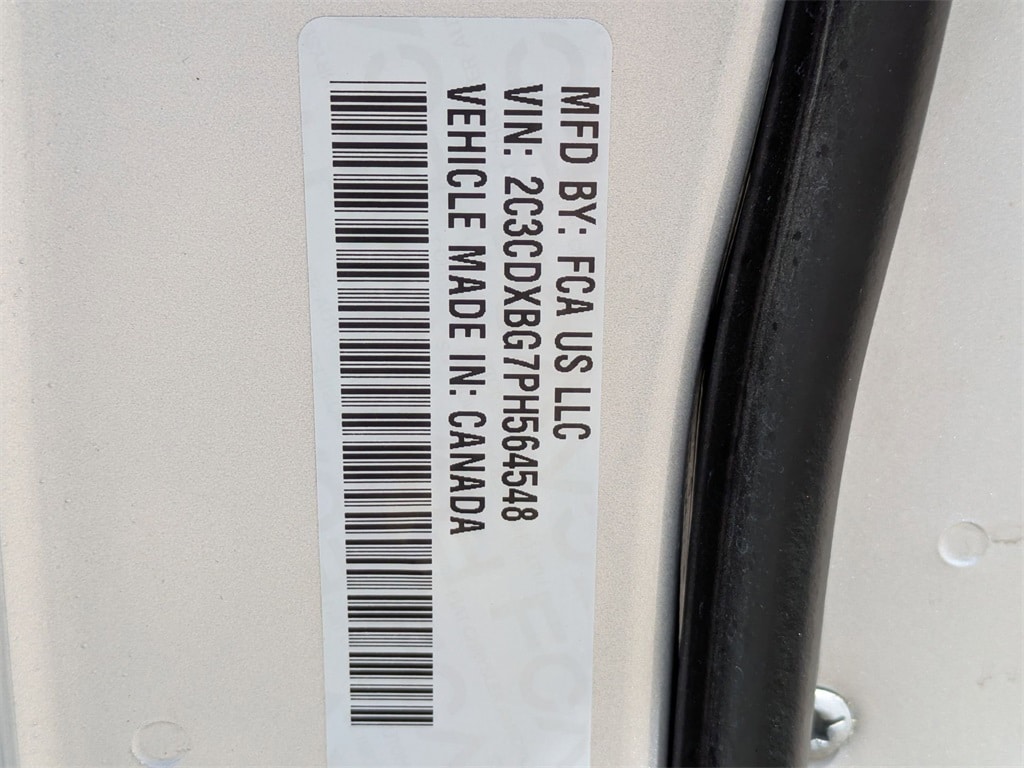 MFD BY: FCA US LLC
VIN: 2C3CDXBG7PH564548
VEHICLE MADE IN: CANADA